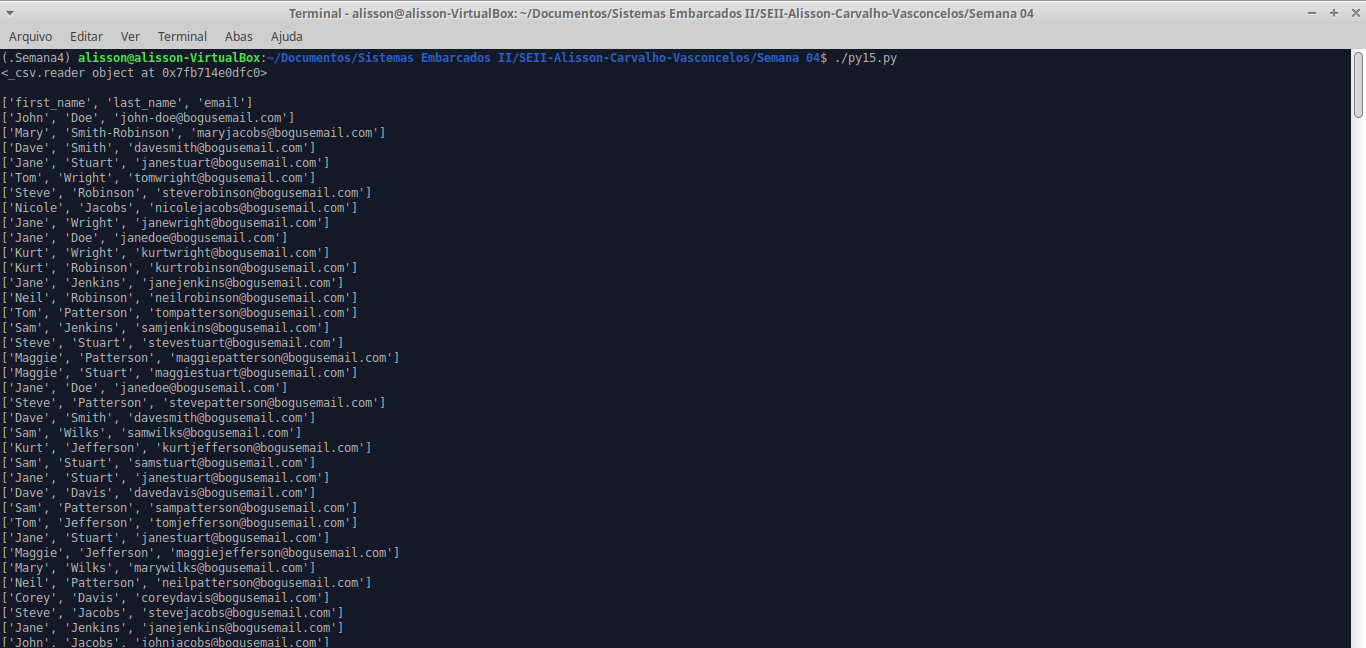 Terminal - alisson@alisson-VirtualBox: ~/Documentos/Sistemas Embarcados II/SEII-Alisson-Carvalho-Vasconcelos/Semana 04
Arquivo Editar Ver Terminal Abas Ajuda
(.Semana4) alisson@alisson-VirtualBox:~/Documentos/Sistemas Embarcados II/SEII-Alisson-Carvalho-Vasconcelos/Semana 04$ ./py15.py
<_csv.reader object at 0x7fb714e0dfc0>
['first_name', 'last_name', 'email']
['John', 'Doe', 'john-doe@bogusemail.com']
['Mary', 'Smith-Robinson', 'maryjacobs@bogusemail.com']
['Dave', 'Smith', 'davesmith@bogusemail.com']
['Jane', 'Stuart', 'janestuart@bogusemail.com']
['Tom', 'Wright', 'tomwright@bogusemail.com']
['Steve', 'Robinson', 'steverobinson@bogusemail.com']
['Nicole', 'Jacobs', 'nicolejacobs@bogusemail.com']
['Jane', 'Wright', 'janewright@bogusemail.com']
['Jane', 'Doe', 'janedoe@bogusemail.com']
['Kurt', 'Wright', 'kurtwright@bogusemail.com']
['Kurt', 'Robinson', 'kurtrobinson@bogusemail.com']
['Jane', 'Jenkins', 'janejenkins@bogusemail.com']
['Neil', 'Robinson', 'neilrobinson@bogusemail.com']
['Tom', 'Patterson', 'tompatterson@bogusemail.com']
['Sam', 'Jenkins', 'samjenkins@bogusemail.com']
['Steve', 'Stuart', 'stevestuart@bogusemail.com']
['Maggie', 'Patterson', 'maggiepatterson@bogusemail.com']
['Maggie', 'Stuart', 'maggiestuart@bogusemail.com']
['Jane', 'Doe', 'janedoe@bogusemail.com']
['Steve', 'Patterson', 'stevepatterson@bogusemail.com']
['Dave', 'Smith', 'davesmith@bogusemail.com']
['Sam', 'Wilks', 'samwilks@bogusemail.com']
['Kurt', 'Jefferson', 'kurtjefferson@bogusemail.com']
['Sam', 'Stuart', 'samstuart@bogusemail.com']
['Jane', 'Stuart', 'janestuart@bogusemail.com']
['Dave', 'Davis', 'davedavis@bogusemail.com']
['Sam', 'Patterson', 'sampatterson@bogusemail.com']
['Tom', 'Jefferson', 'tomjefferson@bogusemail.com']
['Jane', 'Stuart', 'janestuart@bogusemail.com']
['Maggie', 'Jefferson', 'maggiejefferson@bogusemail.com']
['Mary', 'Wilks', 'marywilks@bogusemail.com']
['Neil', 'Patterson', 'neilpatterson@bogusemail.com']
['Corey', 'Davis', 'coreydavis@bogusemail.com']
['Steve', 'Jacobs', 'stevejacobs@bogusemail.com']
['Jane', 'Jenkins', 'janejenkins@bogusemail.com']
['John', 'Jacobs', 'johnjacobs@bogusemail.com']